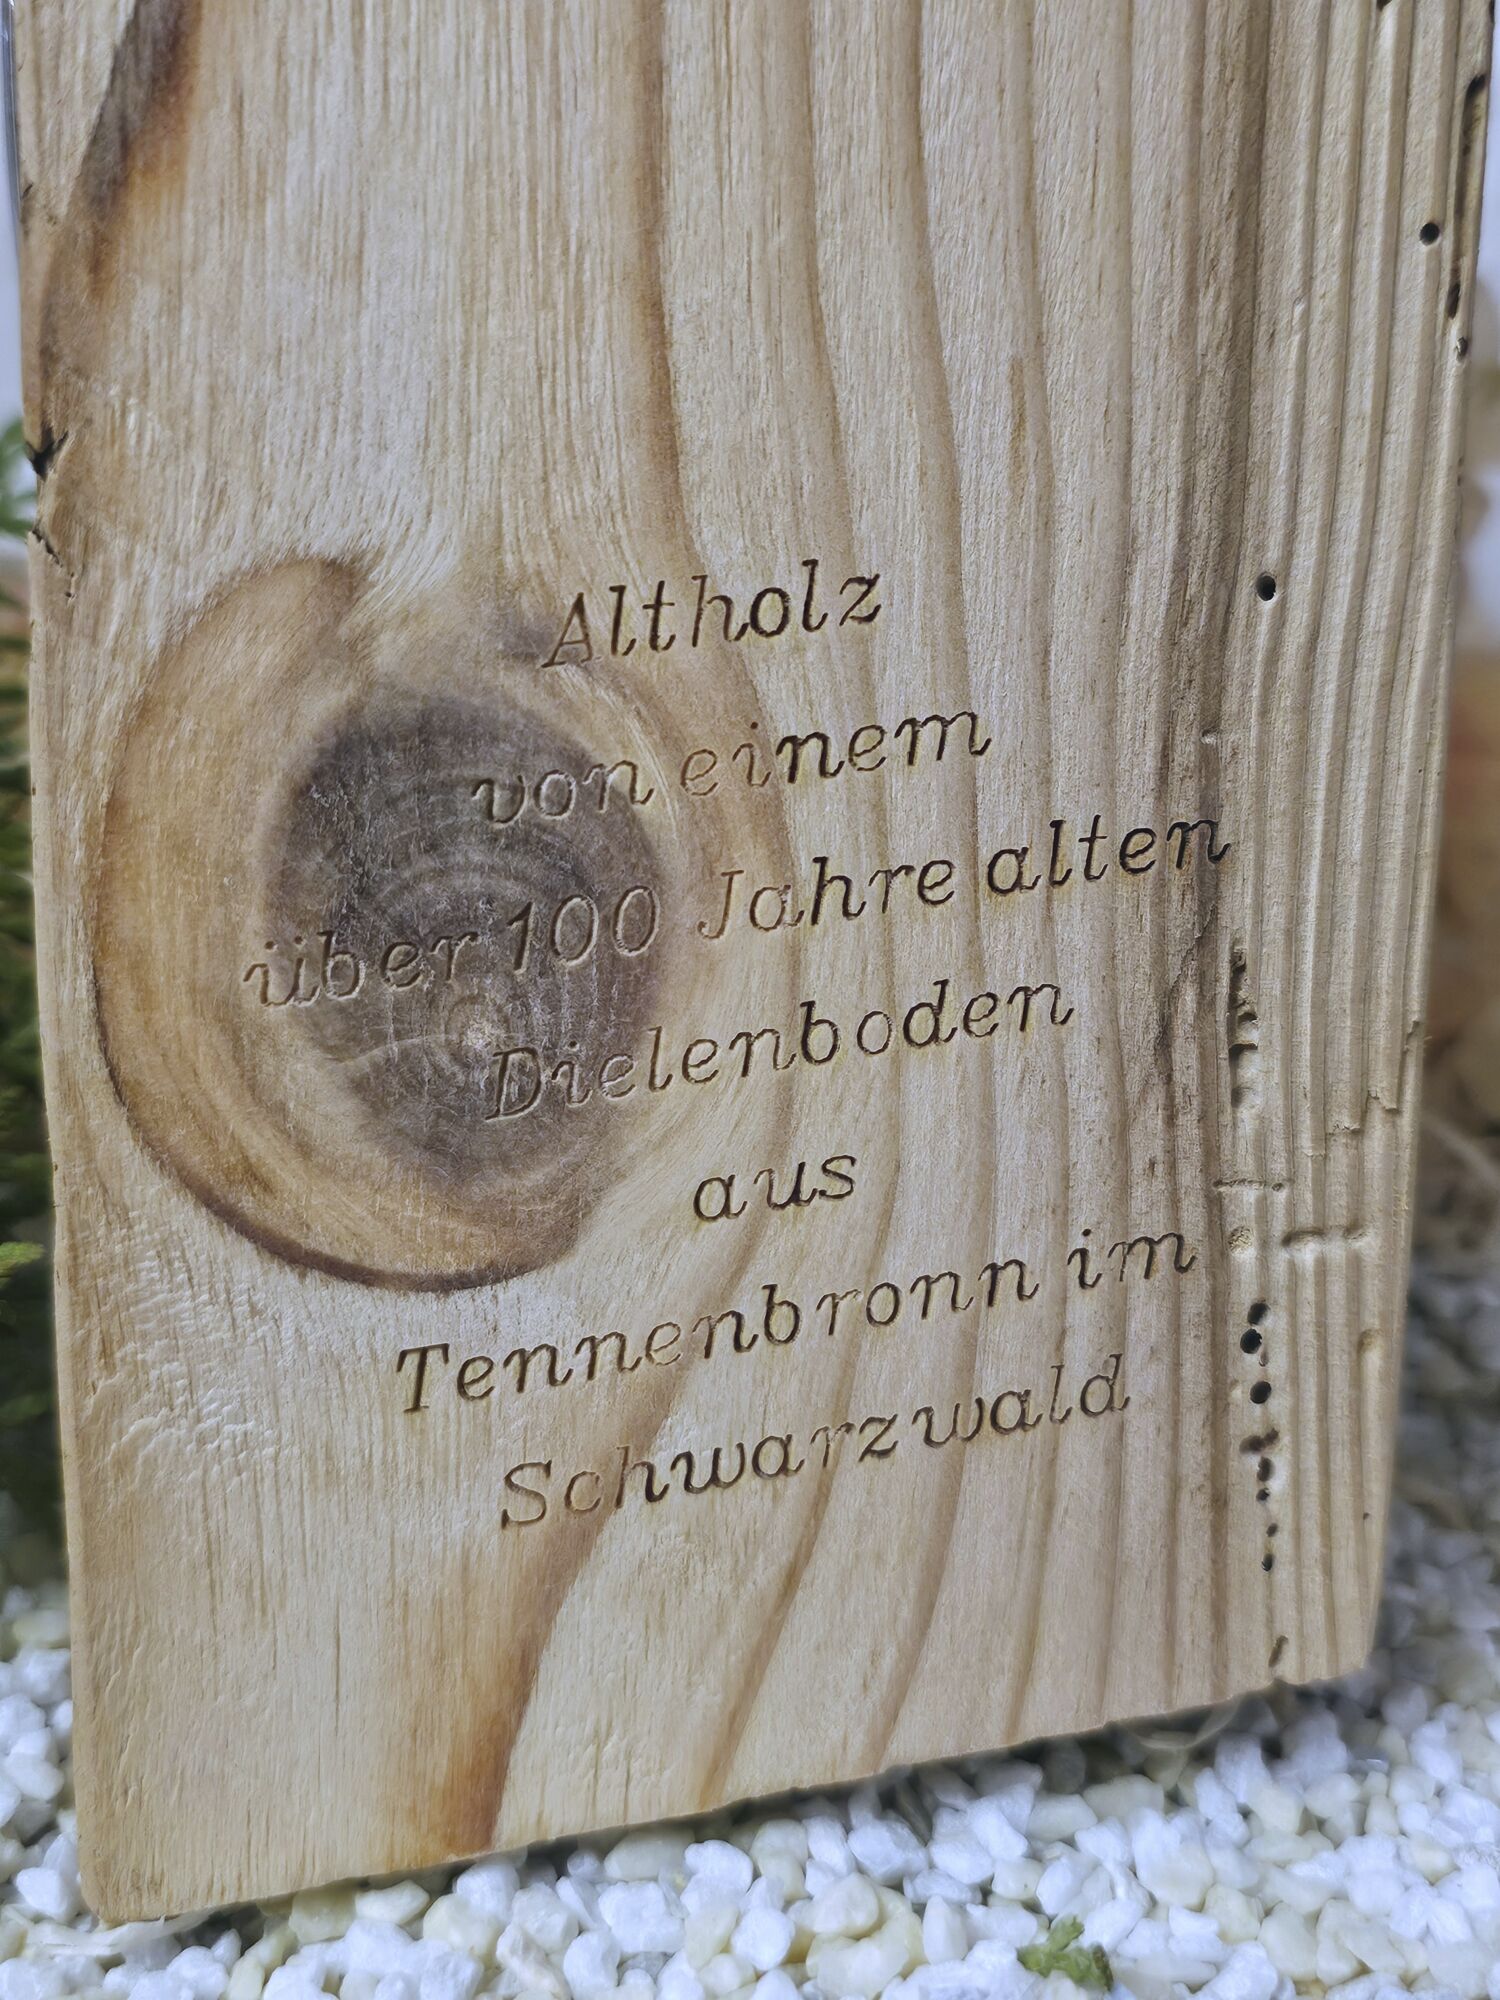 Altholz
von einem
über 100 Jahre alten
Dielenboden
aus
Tennenbronn im
Schwarzwald